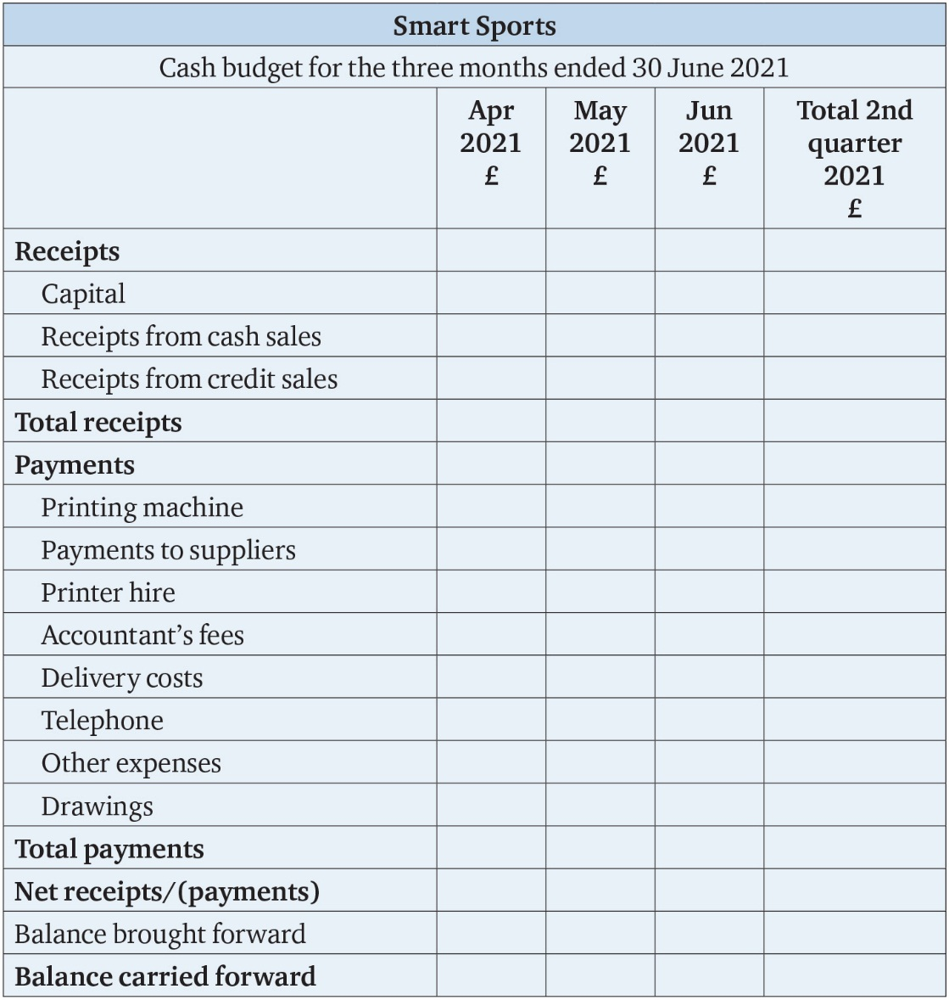 Smart Sports
Cash budget for the three months ended 30 June 2021
Apr 2021 £
May 2021 £
Jun 2021 £
Total 2nd quarter 2021 £
Receipts
Capital
Receipts from cash sales
Receipts from credit sales
Total receipts
Payments
Printing machine
Payments to suppliers
Printer hire
Accountant’s fees
Delivery costs
Telephone
Other expenses
Drawings
Total payments
Net receipts/(payments)
Balance brought forward
Balance carried forward